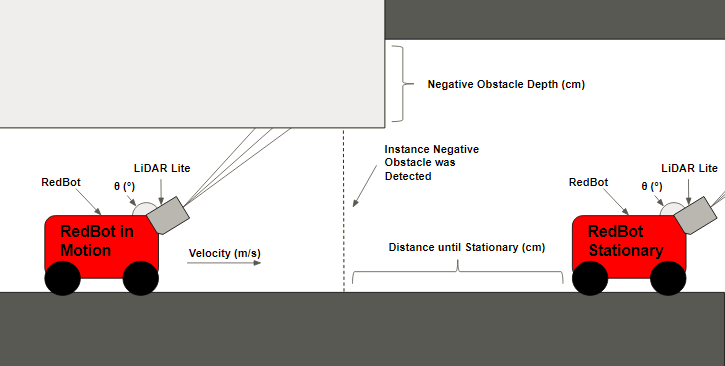 Negative Obstacle Depth (cm)
Instance Negative
Obstacle was
Detected
LiDAR Lite
RedBot
θ (°)
RedBot in
Motion
Velocity (m/s)
Distance until Stationary (cm)
LiDAR Lite
RedBot
θ (°)
RedBot
Stationary